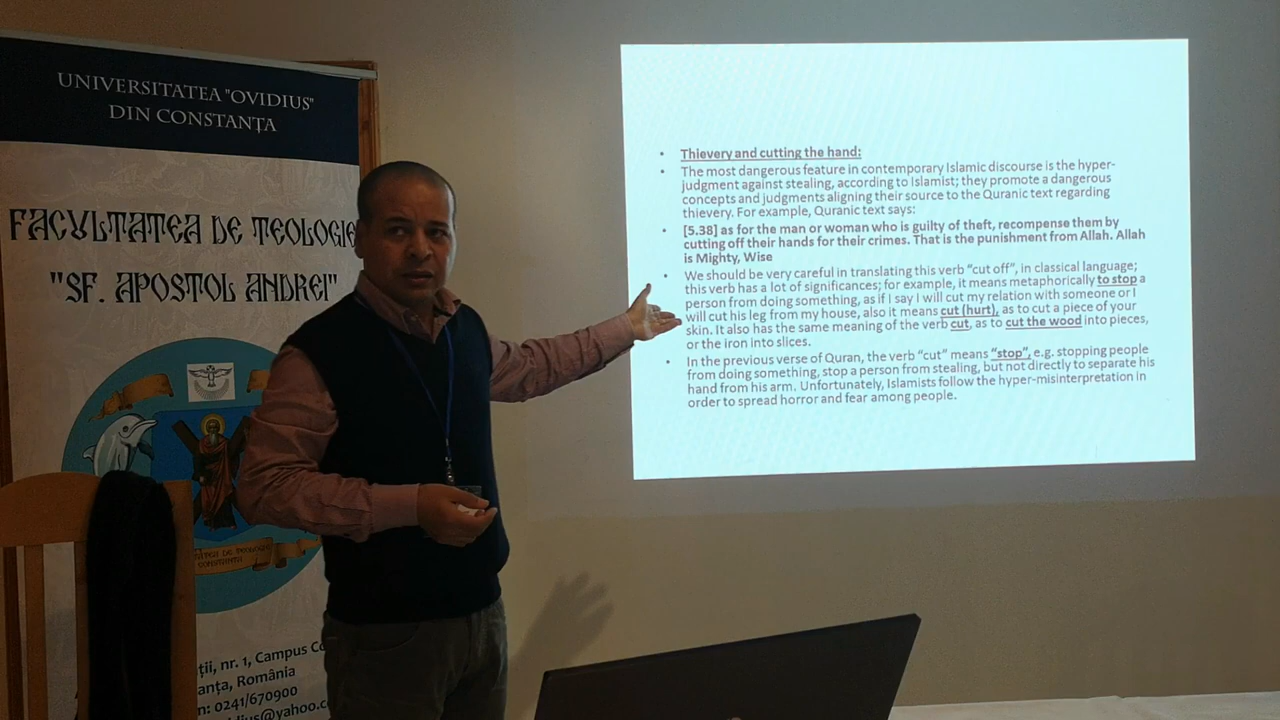 UNIVERSITATEA "OVIDIUS"
DIN CONSTANȚA
FACULTATEA DE TEOLOGIE
"SF. APOSTOL ANDREI"
TATEA DE TEOLOGIE
CONSTANȚA
ții, nr. 1, Campus
anța, România
n: 0241/670900
vidius@yahoo.c
• Thievery and cutting the hand:
• The most dangerous feature in contemporary Islamic discourse is the hyper-
judgment against stealing, according to Islamist; they promote a dangerous
concepts and judgments aligning their source to the Quranic text regarding
thievery. For example, Quranic text says:
• [5.38] as for the man or woman who is guilty of theft, recompense them by
cutting off their hands for their crimes. That is the punishment from Allah. Allah
is Mighty, Wise
• We should be very careful in translating this verb "cut off", in classical language;
this verb has a lot of significances; for example, it means metaphorically to stop a
person from doing something, as if I say I will cut my relation with someone or I
will cut his leg from my house, also it means cut (hurt), as to cut a piece of your
skin. It also has the same meaning of the verb cut, as to cut the wood into pieces,
or the iron into slices.
• In the previous verse of Quran, the verb "cut" means "stop", e.g. stopping people
from doing something, stop a person from stealing, but not directly to separate his
hand from his arm. Unfortunately, Islamists follow the hyper-misinterpretation in
order to spread horror and fear among people.